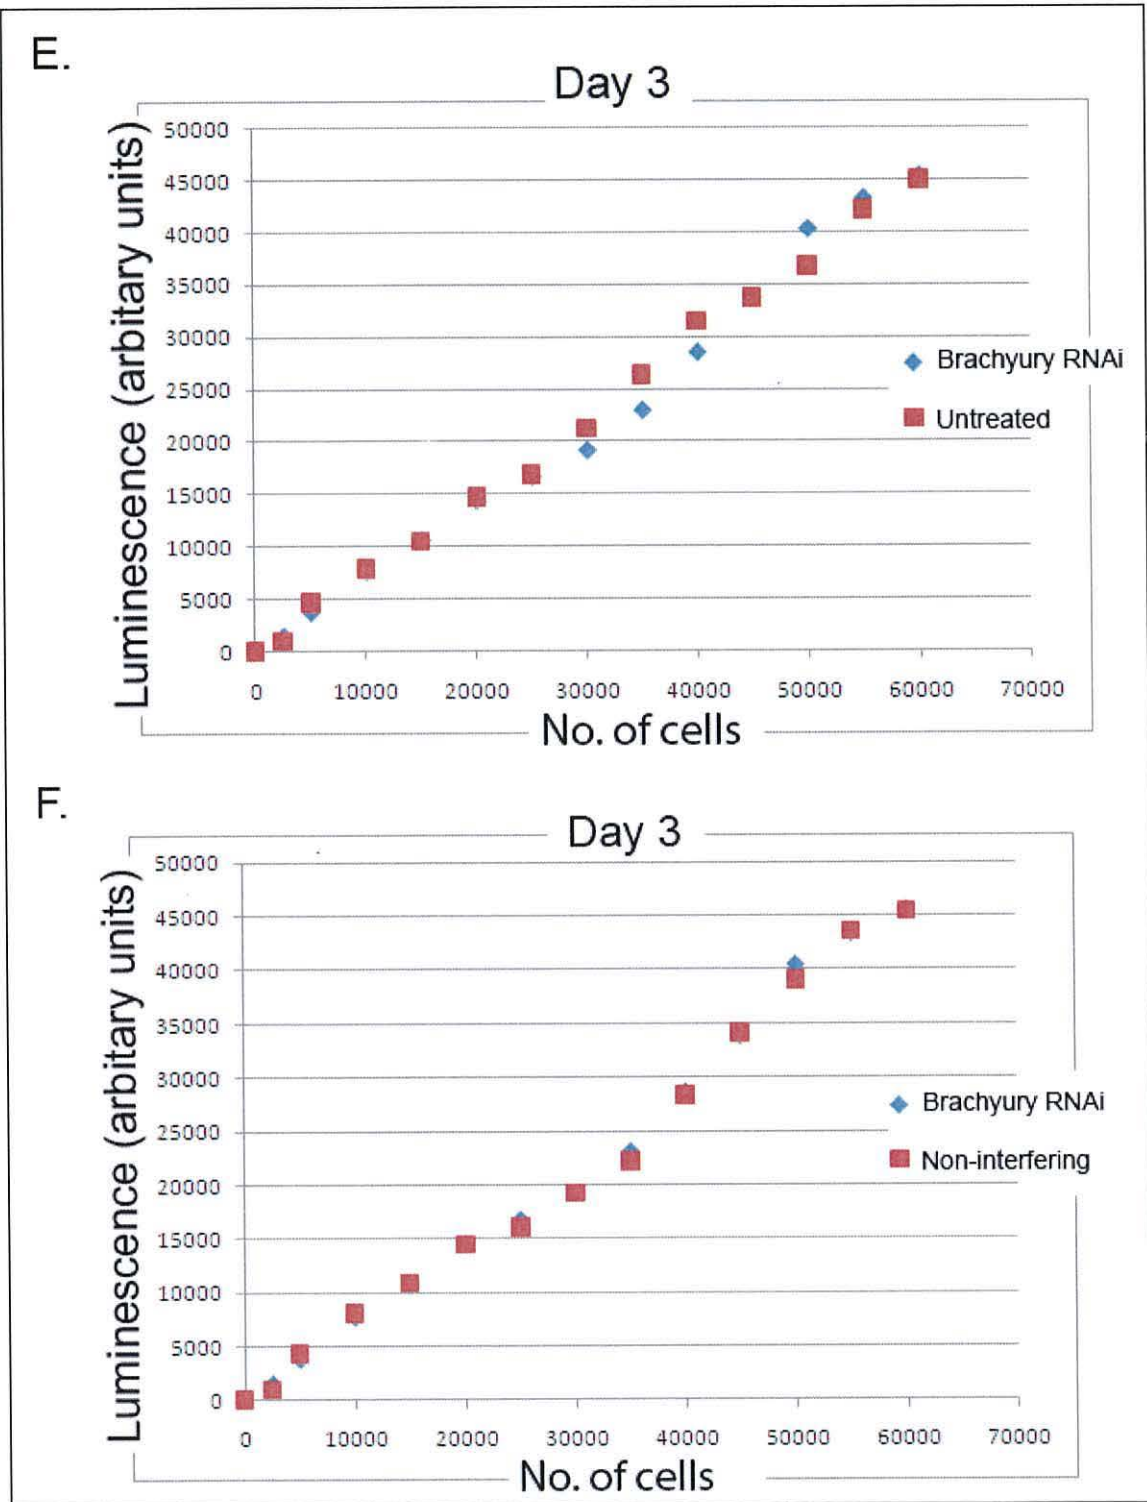 E.
Day 3
Luminescence (arbitary units)
50000
45000
40000
35000
30000
25000
20000
15000
10000
5000
0
Brachyury RNAi
Untreated
0 10000 20000 30000 40000 50000 60000 70000
No. of cells
F.
Day 3
Luminescence (arbitary units)
50000
45000
40000
35000
30000
25000
20000
15000
10000
5000
0
Brachyury RNAi
Non-interfering
0 10000 20000 30000 40000 50000 60000 70000
No. of cells